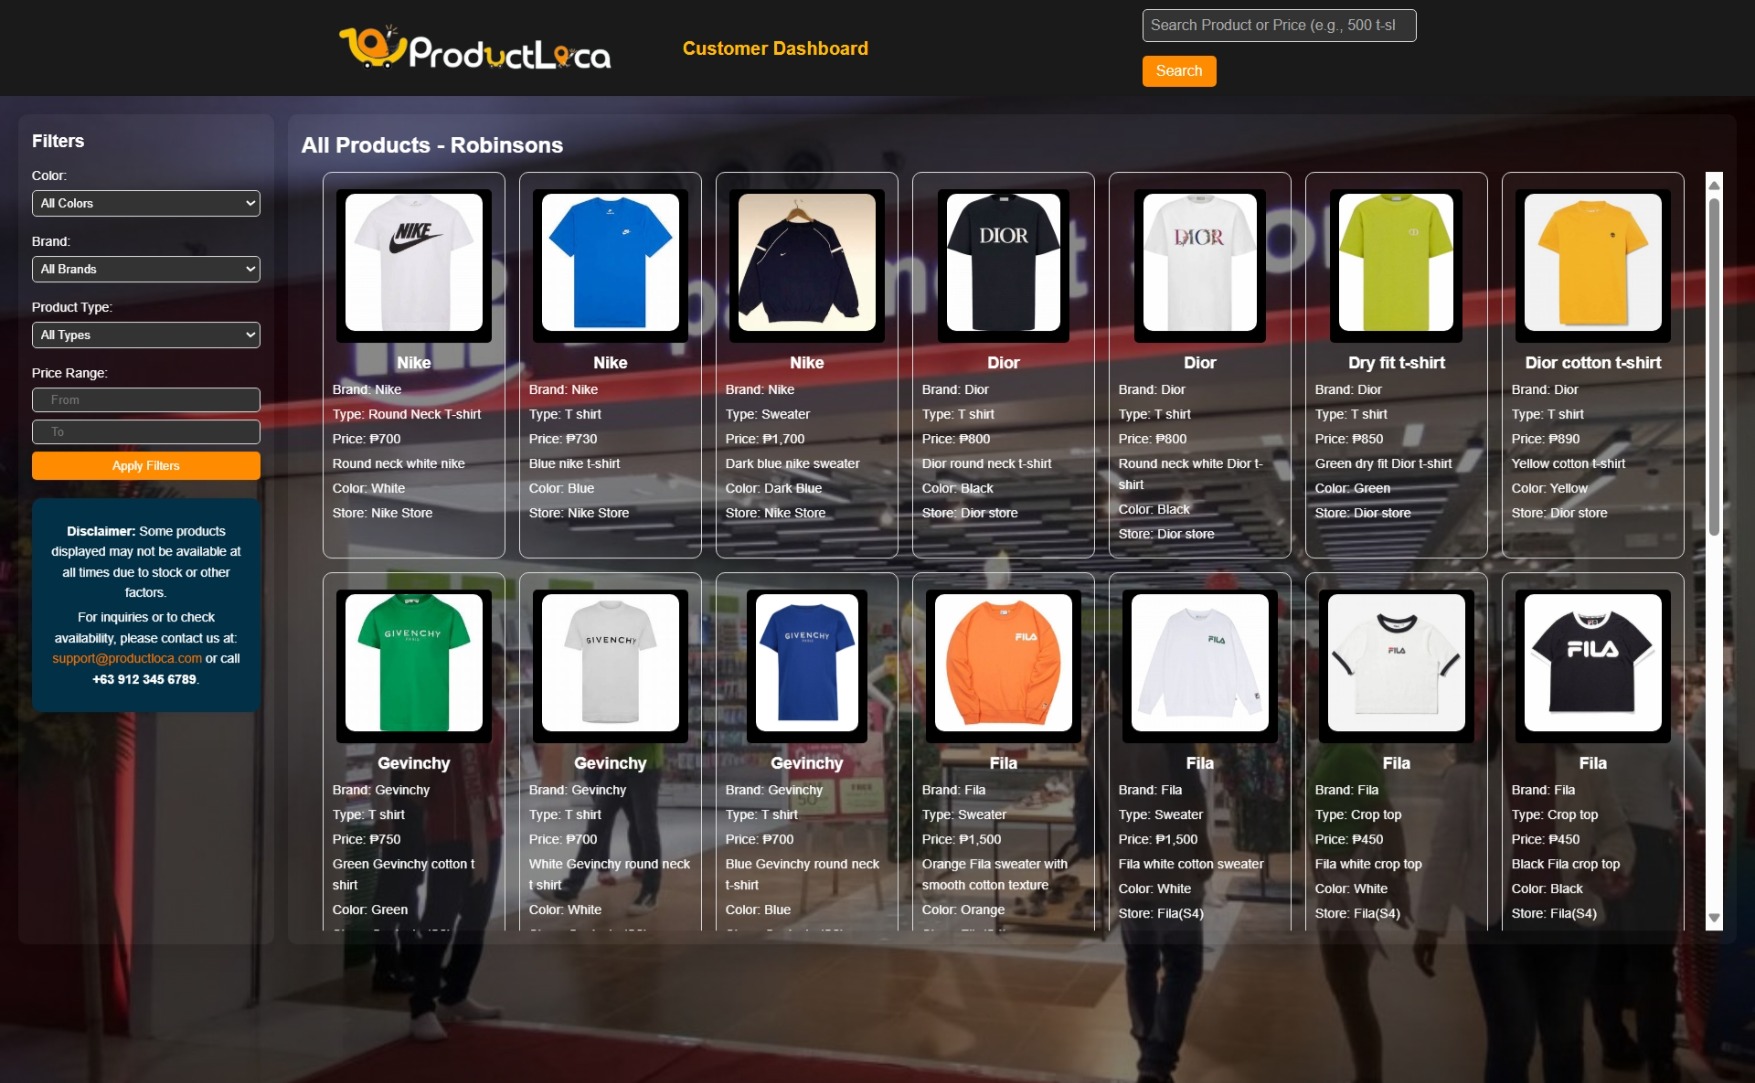 ProductLoca
Customer Dashboard
Search Product or Price (e.g., 500 t-sl
Search
Filters
Color:
All Colors
Brand:
All Brands
Product Type:
All Types
Price Range:
From
To
Apply Filters
Disclaimer: Some products
displayed may not be available at
all times due to stock or other
factors.
For inquiries or to check
availability, please contact us at:
support@productloca.com or call
+63 912 345 6789.
All Products - Robinsons
NIKE
Nike
Brand: Nike
Type: Round Neck T-shirt
Price: ₱700
Round neck white nike
Color: White
Store: Nike Store
Nike
Brand: Nike
Type: T shirt
Price: ₱730
Blue nike t-shirt
Color: Blue
Store: Nike Store
Nike
Brand: Nike
Type: Sweater
Price: ₱1,700
Dark blue nike sweater
Color: Dark Blue
Store: Nike Store
DIOR
Dior
Brand: Dior
Type: T shirt
Price: ₱800
Dior round neck t-shirt
Color: Black
Store: Dior store
DIOR
Dior
Brand: Dior
Type: T shirt
Price: ₱800
Round neck white Dior t-
shirt
Color: Black
Store: Dior store
Dry fit t-shirt
Brand: Dior
Type: T shirt
Price: ₱850
Green dry fit Dior t-shirt
Color: Green
Store: Dior store
Dior cotton t-shirt
Brand: Dior
Type: T shirt
Price: ₱890
Yellow cotton t-shirt
Color: Yellow
Store: Dior store
GIVENCHY
PARIS
Gevinchy
Brand: Gevinchy
Type: T shirt
Price: ₱750
Green Gevinchy cotton t
shirt
Color: Green
GIVENCHY
Gevinchy
Brand: Gevinchy
Type: T shirt
Price: ₱700
White Gevinchy round neck
t shirt
Color: White
GIVENCHY
PARIS
Gevinchy
Brand: Gevinchy
Type: T shirt
Price: ₱700
Blue Gevinchy round neck
t-shirt
Color: Blue
FILA
Fila
Brand: Fila
Type: Sweater
Price: ₱1,500
Orange Fila sweater with
smooth cotton texture
Color: Orange
FILA
Fila
Brand: Fila
Type: Sweater
Price: ₱1,500
Fila white cotton sweater
Color: White
Store: Fila(S4)
FILA
Fila
Brand: Fila
Type: Crop top
Price: ₱450
Fila white crop top
Color: White
Store: Fila(S4)
FILA
Fila
Brand: Fila
Type: Crop top
Price: ₱450
Black Fila crop top
Color: Black
Store: Fila(S4)